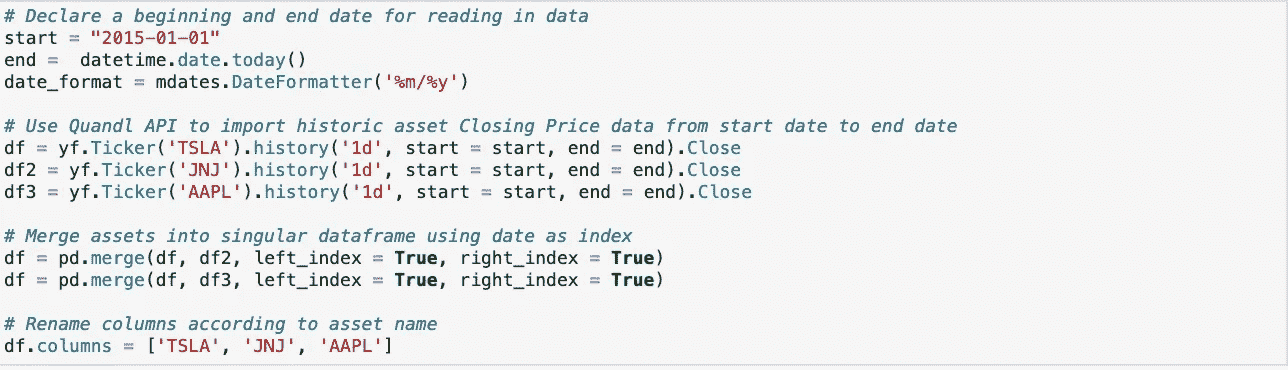 # Declare a beginning and end date for reading in data
start = "2015-01-01"
end =  datetime.date.today()
date_format = mdates.DateFormatter('%m/%y')

# Use Quandl API to import historic asset Closing Price data from start date to end date
df = yf.Ticker('TSLA').history('1d', start = start, end = end).Close
df2 = yf.Ticker('JNJ').history('1d', start = start, end = end).Close
df3 = yf.Ticker('AAPL').history('1d', start = start, end = end).Close

# Merge assets into singular dataframe using date as index
df = pd.merge(df, df2, left_index = True, right_index = True)
df = pd.merge(df, df3, left_index = True, right_index = True)

# Rename columns according to asset name
df.columns = ['TSLA', 'JNJ', 'AAPL']